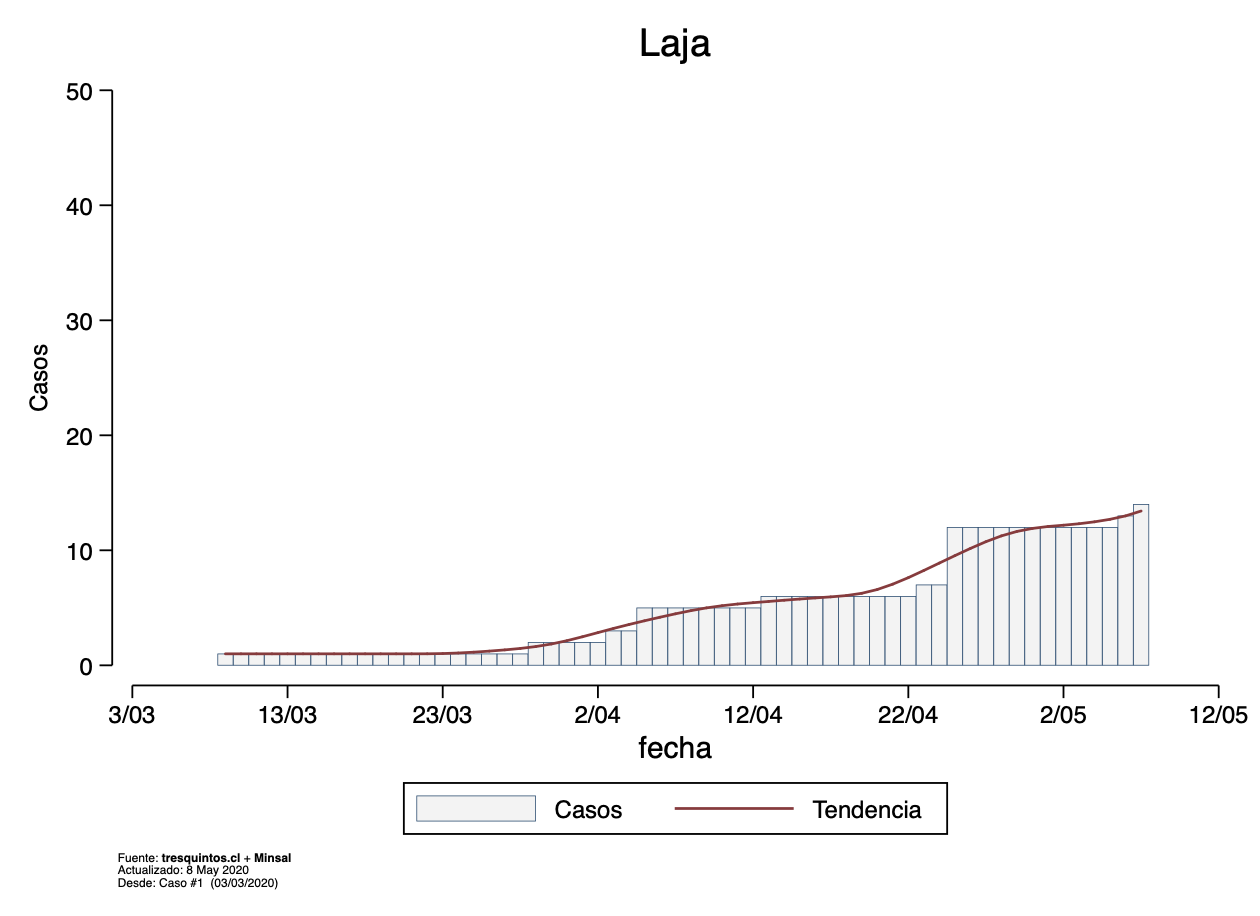 Laja
50
40
30
20
10
0
Casos
3/03 13/03 23/03 2/04 12/04 22/04 2/05 12/05
fecha
Casos Tendencia
Fuente: tresquintos.cl + Minsal
Actualizado: 8 May 2020
Desde: Caso #1 (03/03/2020)